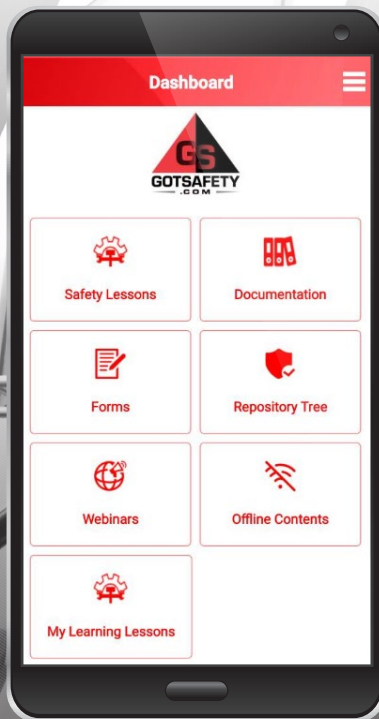 Dashboard
GS
GOTSAFETY
.COM
Safety Lessons
Documentation
Forms
Repository Tree
Webinars
Offline Contents
My Learning Lessons